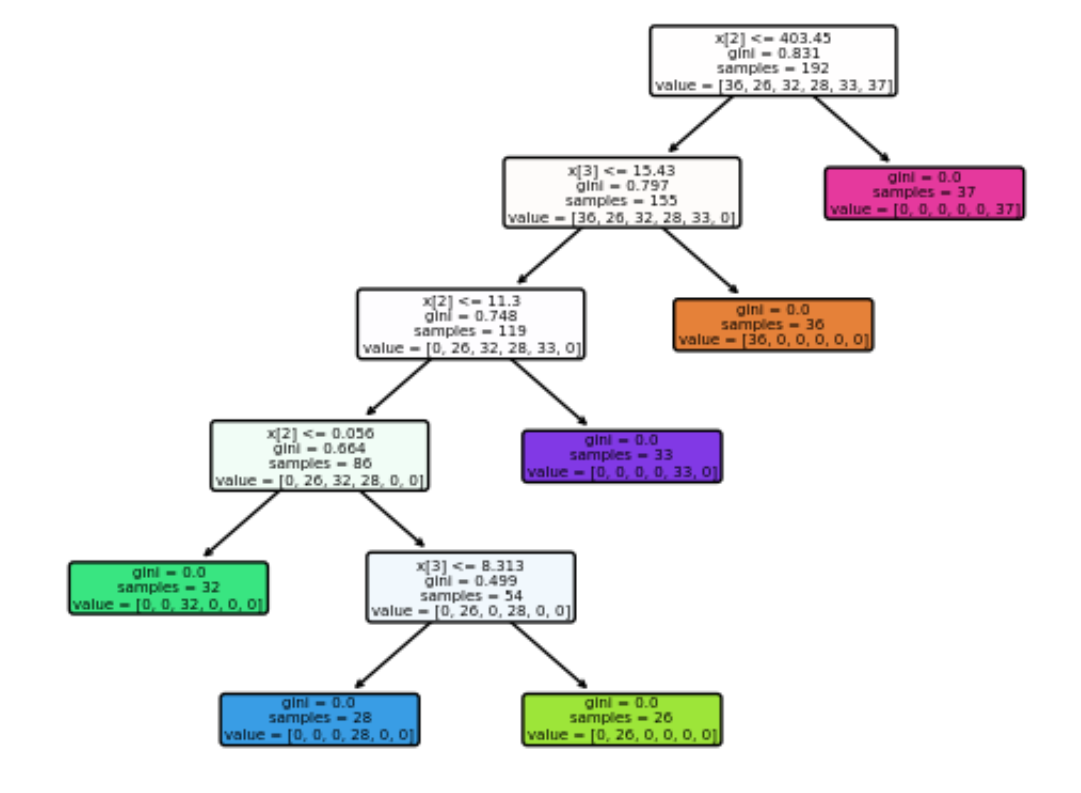 x[2] <= 403.45
gini = 0.831
samples = 192
value = [36, 26, 32, 28, 33, 37]
x[3] <= 15.43
gini = 0.797
samples = 155
value = [36, 26, 32, 28, 33, 0]
gini = 0.0
samples = 37
value = [0, 0, 0, 0, 0, 37]
x[2] <= 11.3
gini = 0.748
samples = 119
value = [0, 26, 32, 28, 33, 0]
gini = 0.0
samples = 36
value = [36, 0, 0, 0, 0, 0]
x[2] <= 0.056
gini = 0.664
samples = 86
value = [0, 26, 32, 28, 0, 0]
gini = 0.0
samples = 33
value = [0, 0, 0, 0, 33, 0]
gini = 0.0
samples = 32
value = [0, 0, 32, 0, 0, 0]
x[3] <= 8.313
gini = 0.499
samples = 54
value = [0, 26, 0, 28, 0, 0]
gini = 0.0
samples = 28
value = [0, 0, 0, 28, 0, 0]
gini = 0.0
samples = 26
value = [0, 26, 0, 0, 0, 0]